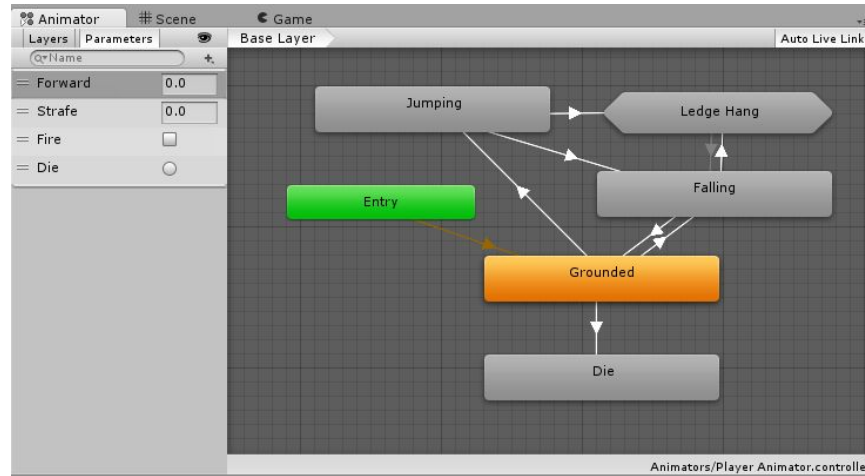 Animator Scene Game
Layers Parameters Base Layer Auto Live Link
Name
Forward 0.0
Strafe 0.0
Fire
Die
Jumping
Ledge Hang
Falling
Entry
Grounded
Die
Animators/Player Animator.controlle